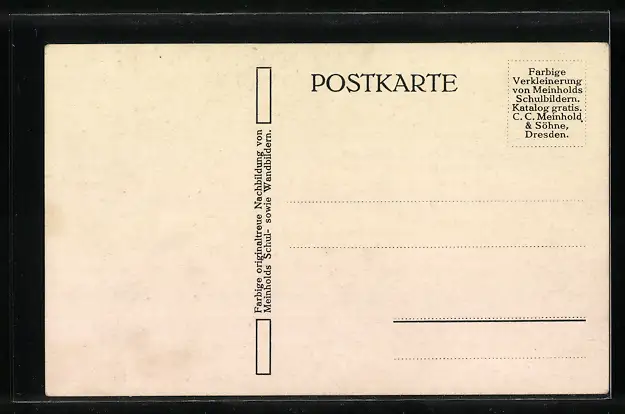 POSTKARTE
Farbige
Verkleinerung
von Meinholds
Schulbildern.
Katalog gratis.
C. C. Meinhold
& Söhne,
Dresden.
Farbige originaltreue Nachbildung von
Meinholds Schul- sowie Wandbildern.